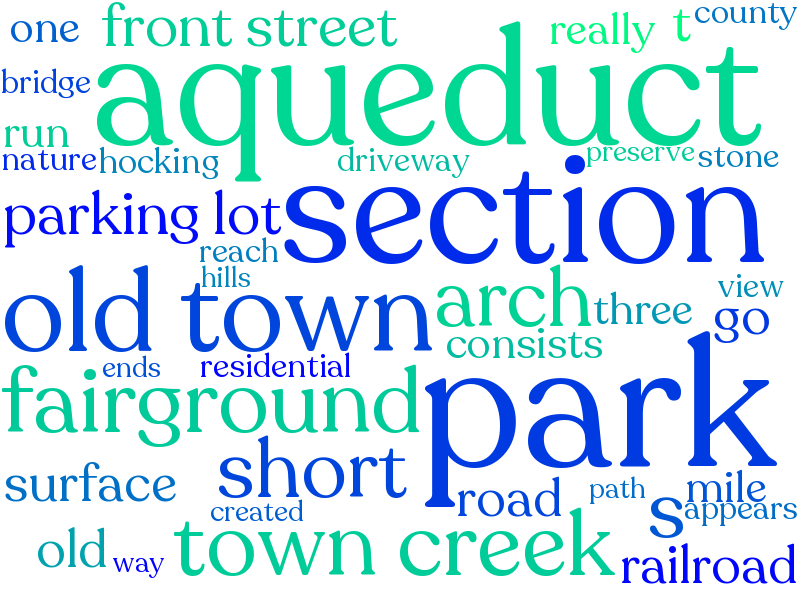 one front street really t county
bridge aqueduct
run
nature hocking driveway preserve stone
parking lot section
reach
hills
old town arch three view
go
consists
ends residential
fairground park
surface short
road path mile
created s appears
old way town creek railroad